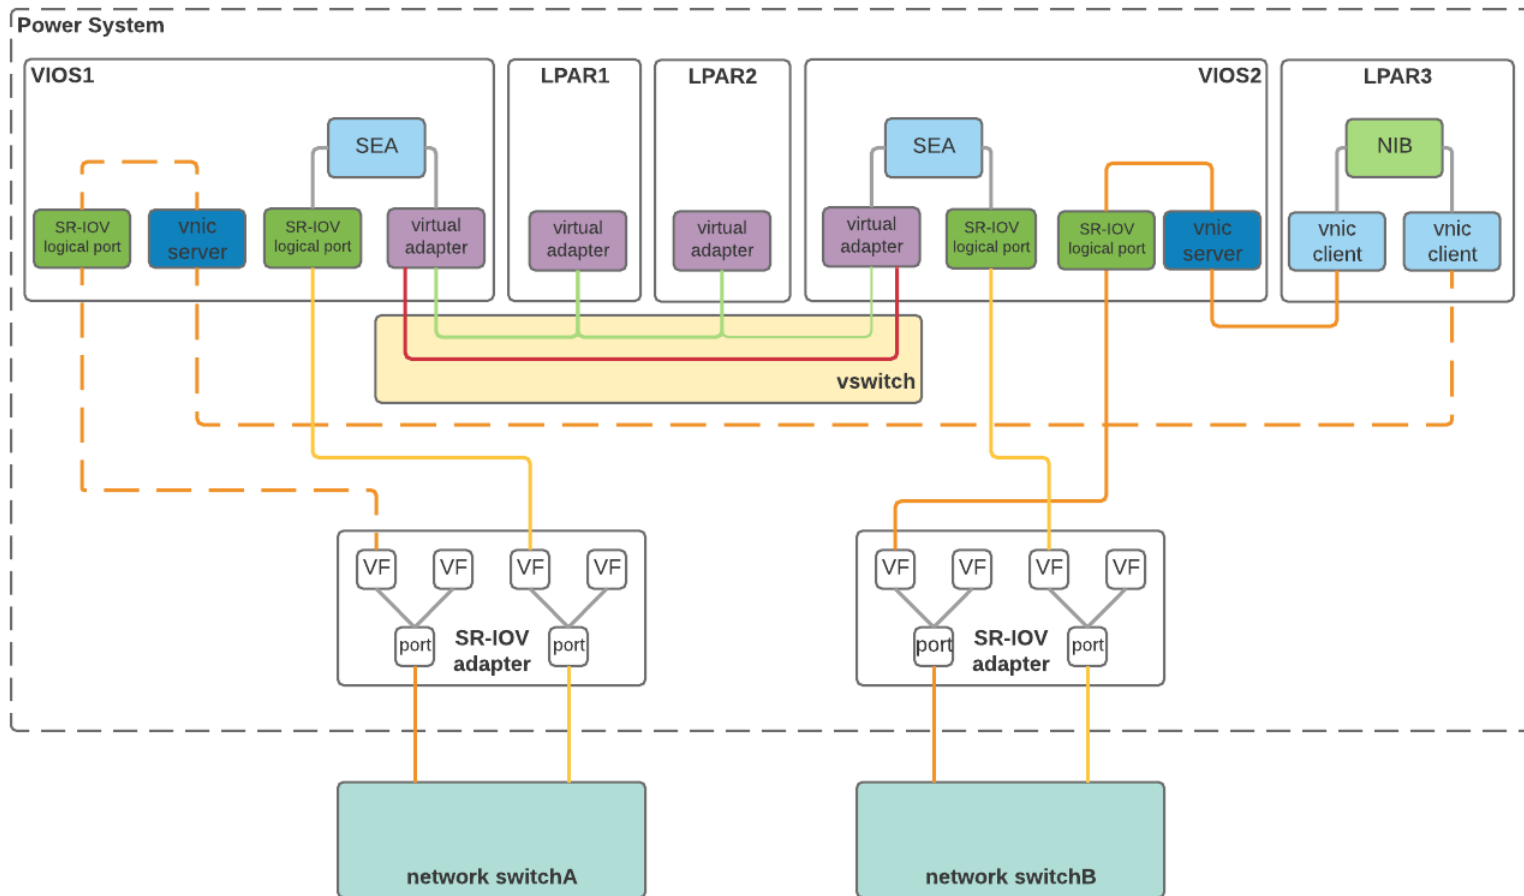 Power System
VIOS1
LPAR1
LPAR2
VIOS2
LPAR3
SEA
SEA
NIB
SR-IOV
logical port
vnic
server
SR-IOV
logical port
virtual
adapter
virtual
adapter
virtual
adapter
virtual
adapter
SR-IOV
logical port
SR-IOV
logical port
vnic
server
vnic
client
vnic
client
vswitch
VF
VF
VF
VF
port
SR-IOV
adapter
port
VF
VF
VF
VF
port
SR-IOV
adapter
port
network switchA
network switchB